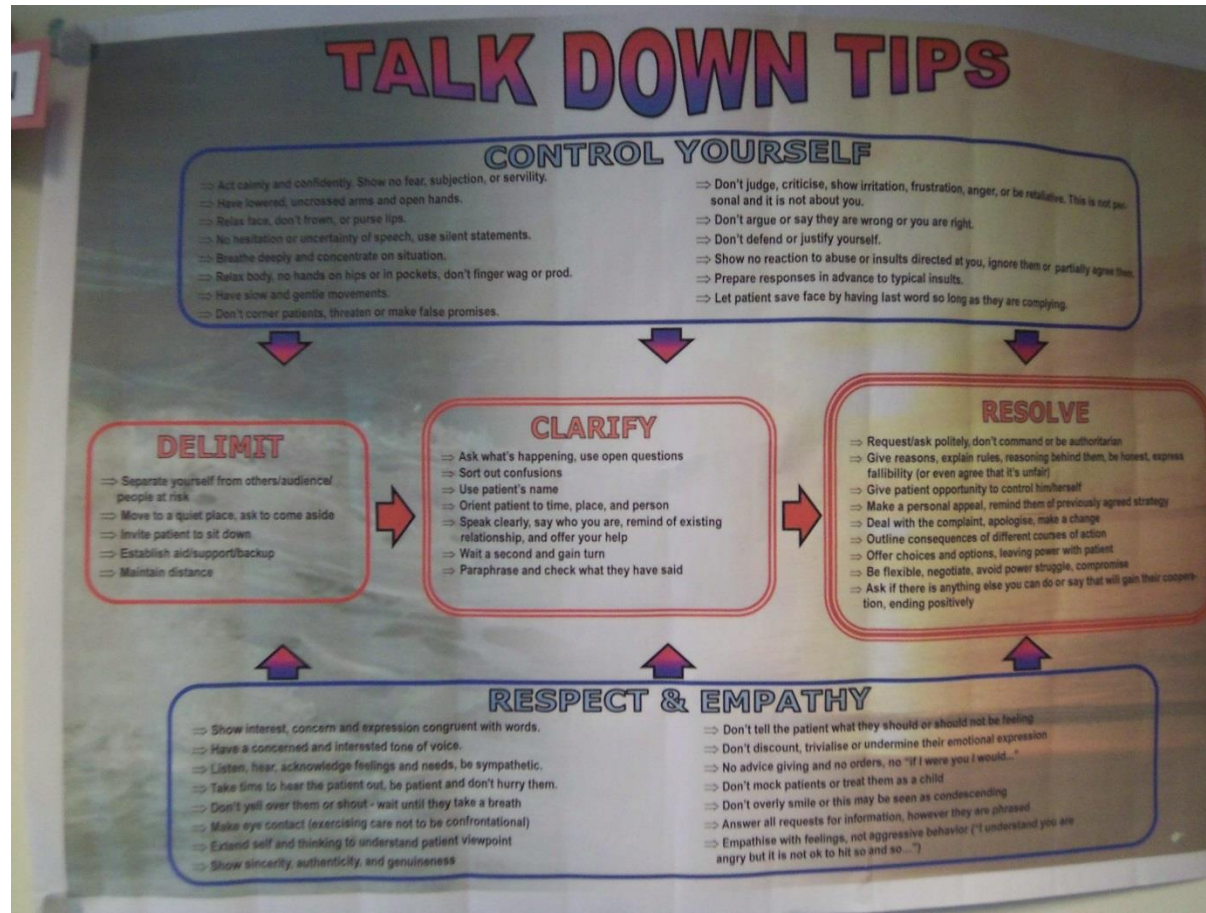 TALK DOWN TIPS
CONTROL YOURSELF
⇒ Act calmly and confidently. Show no fear, subjection, or servility.
⇒ Have lowered, uncrossed arms and open hands.
⇒ Relax face, don't frown, or purse lips.
⇒ No hesitation or uncertainty of speech, use silent statements.
⇒ Breathe deeply and concentrate on situation.
⇒ Relax body, no hands on hips or in pockets, don't finger wag or prod.
⇒ Have slow and gentle movements.
⇒ Don't corner patients, threaten or make false promises.
⇒ Don't judge, criticise, show irritation, frustration, anger, or be retaliative. This is not per-
sonal and it is not about you.
⇒ Don't argue or say they are wrong or you are right.
⇒ Don't defend or justify yourself.
⇒ Show no reaction to abuse or insults directed at you, ignore them or partially agree them.
⇒ Prepare responses in advance to typical insults.
⇒ Let patient save face by having last word so long as they are complying.
DELIMIT
⇒ Separate yourself from others/audience/
people at risk
⇒ Move to a quiet place, ask to come aside
⇒ Invite patient to sit down
⇒ Establish aid/support/backup
⇒ Maintain distance
CLARIFY
⇒ Ask what's happening, use open questions
⇒ Sort out confusions
⇒ Use patient's name
⇒ Orient patient to time, place, and person
⇒ Speak clearly, say who you are, remind of existing
relationship, and offer your help
⇒ Wait a second and gain turn
⇒ Paraphrase and check what they have said
RESOLVE
⇒ Request/ask politely, don't command or be authoritarian
⇒ Give reasons, explain rules, reasoning behind them, be honest, express
fallibility (or even agree that it's unfair)
⇒ Give patient opportunity to control him/herself
⇒ Make a personal appeal, remind them of previously agreed strategy
⇒ Deal with the complaint, apologise, make a change
⇒ Outline consequences of different courses of action
⇒ Offer choices and options, leaving power with patient
⇒ Be flexible, negotiate, avoid power struggle, compromise
⇒ Ask if there is anything else you can do or say that will gain their coopera-
tion, ending positively
RESPECT & EMPATHY
⇒ Show interest, concern and expression congruent with words.
⇒ Have a concerned and interested tone of voice.
⇒ Listen, hear, acknowledge feelings and needs, be sympathetic.
⇒ Take time to hear the patient out, be patient and don't hurry them.
⇒ Don't yell over them or shout - wait until they take a breath
⇒ Make eye contact (exercising care not to be confrontational)
⇒ Extend self and thinking to understand patient viewpoint
⇒ Show sincerity, authenticity, and genuineness
⇒ Don't tell the patient what they should or should not be feeling
⇒ Don't discount, trivialise or undermine their emotional expression
⇒ No advice giving and no orders, no "if I were you I would..."
⇒ Don't mock patients or treat them as a child
⇒ Don't overly smile or this may be seen as condescending
⇒ Answer all requests for information, however they are phrased
⇒ Empathise with feelings, not aggressive behavior ("I understand you are
angry but it is not ok to hit so and so...")